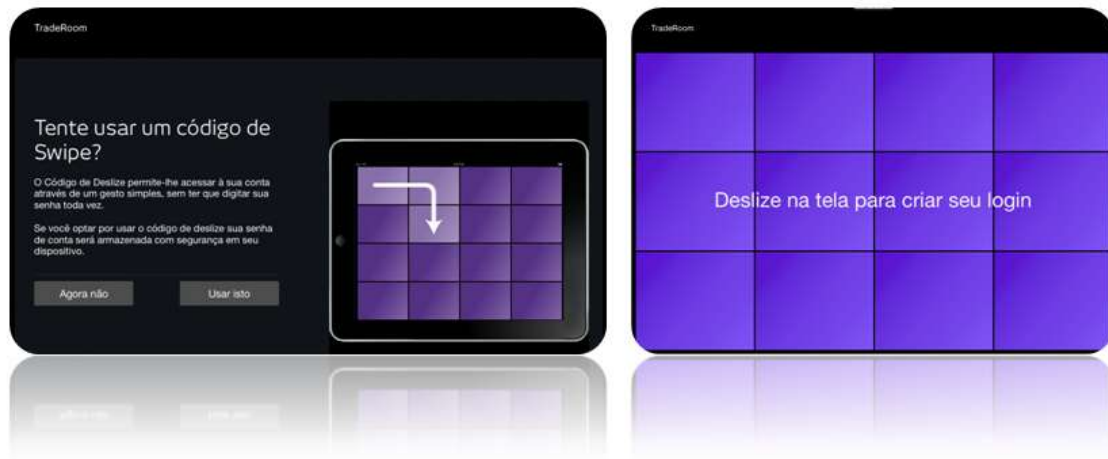 TradeRoom
Tente usar um código de
Swipe?
O Código de Deslize permite-lhe acessar à sua conta
através de um gesto simples, sem ter que digitar sua
senha toda vez.
Se você optar por usar o código de deslize sua senha
de conta será armazenada com segurança em seu
dispositivo.
Agora não
Usar isto
TradeRoom
Deslize na tela para criar seu login